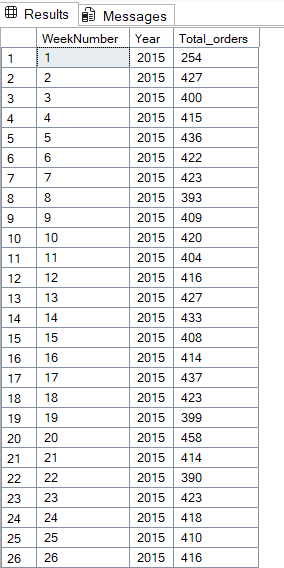 Results Messages
WeekNumber Year Total_orders
1 1 2015 254
2 2 2015 427
3 3 2015 400
4 4 2015 415
5 5 2015 436
6 6 2015 422
7 7 2015 423
8 8 2015 393
9 9 2015 409
10 10 2015 420
11 11 2015 404
12 12 2015 416
13 13 2015 427
14 14 2015 433
15 15 2015 408
16 16 2015 414
17 17 2015 437
18 18 2015 423
19 19 2015 399
20 20 2015 458
21 21 2015 414
22 22 2015 390
23 23 2015 423
24 24 2015 418
25 25 2015 410
26 26 2015 416